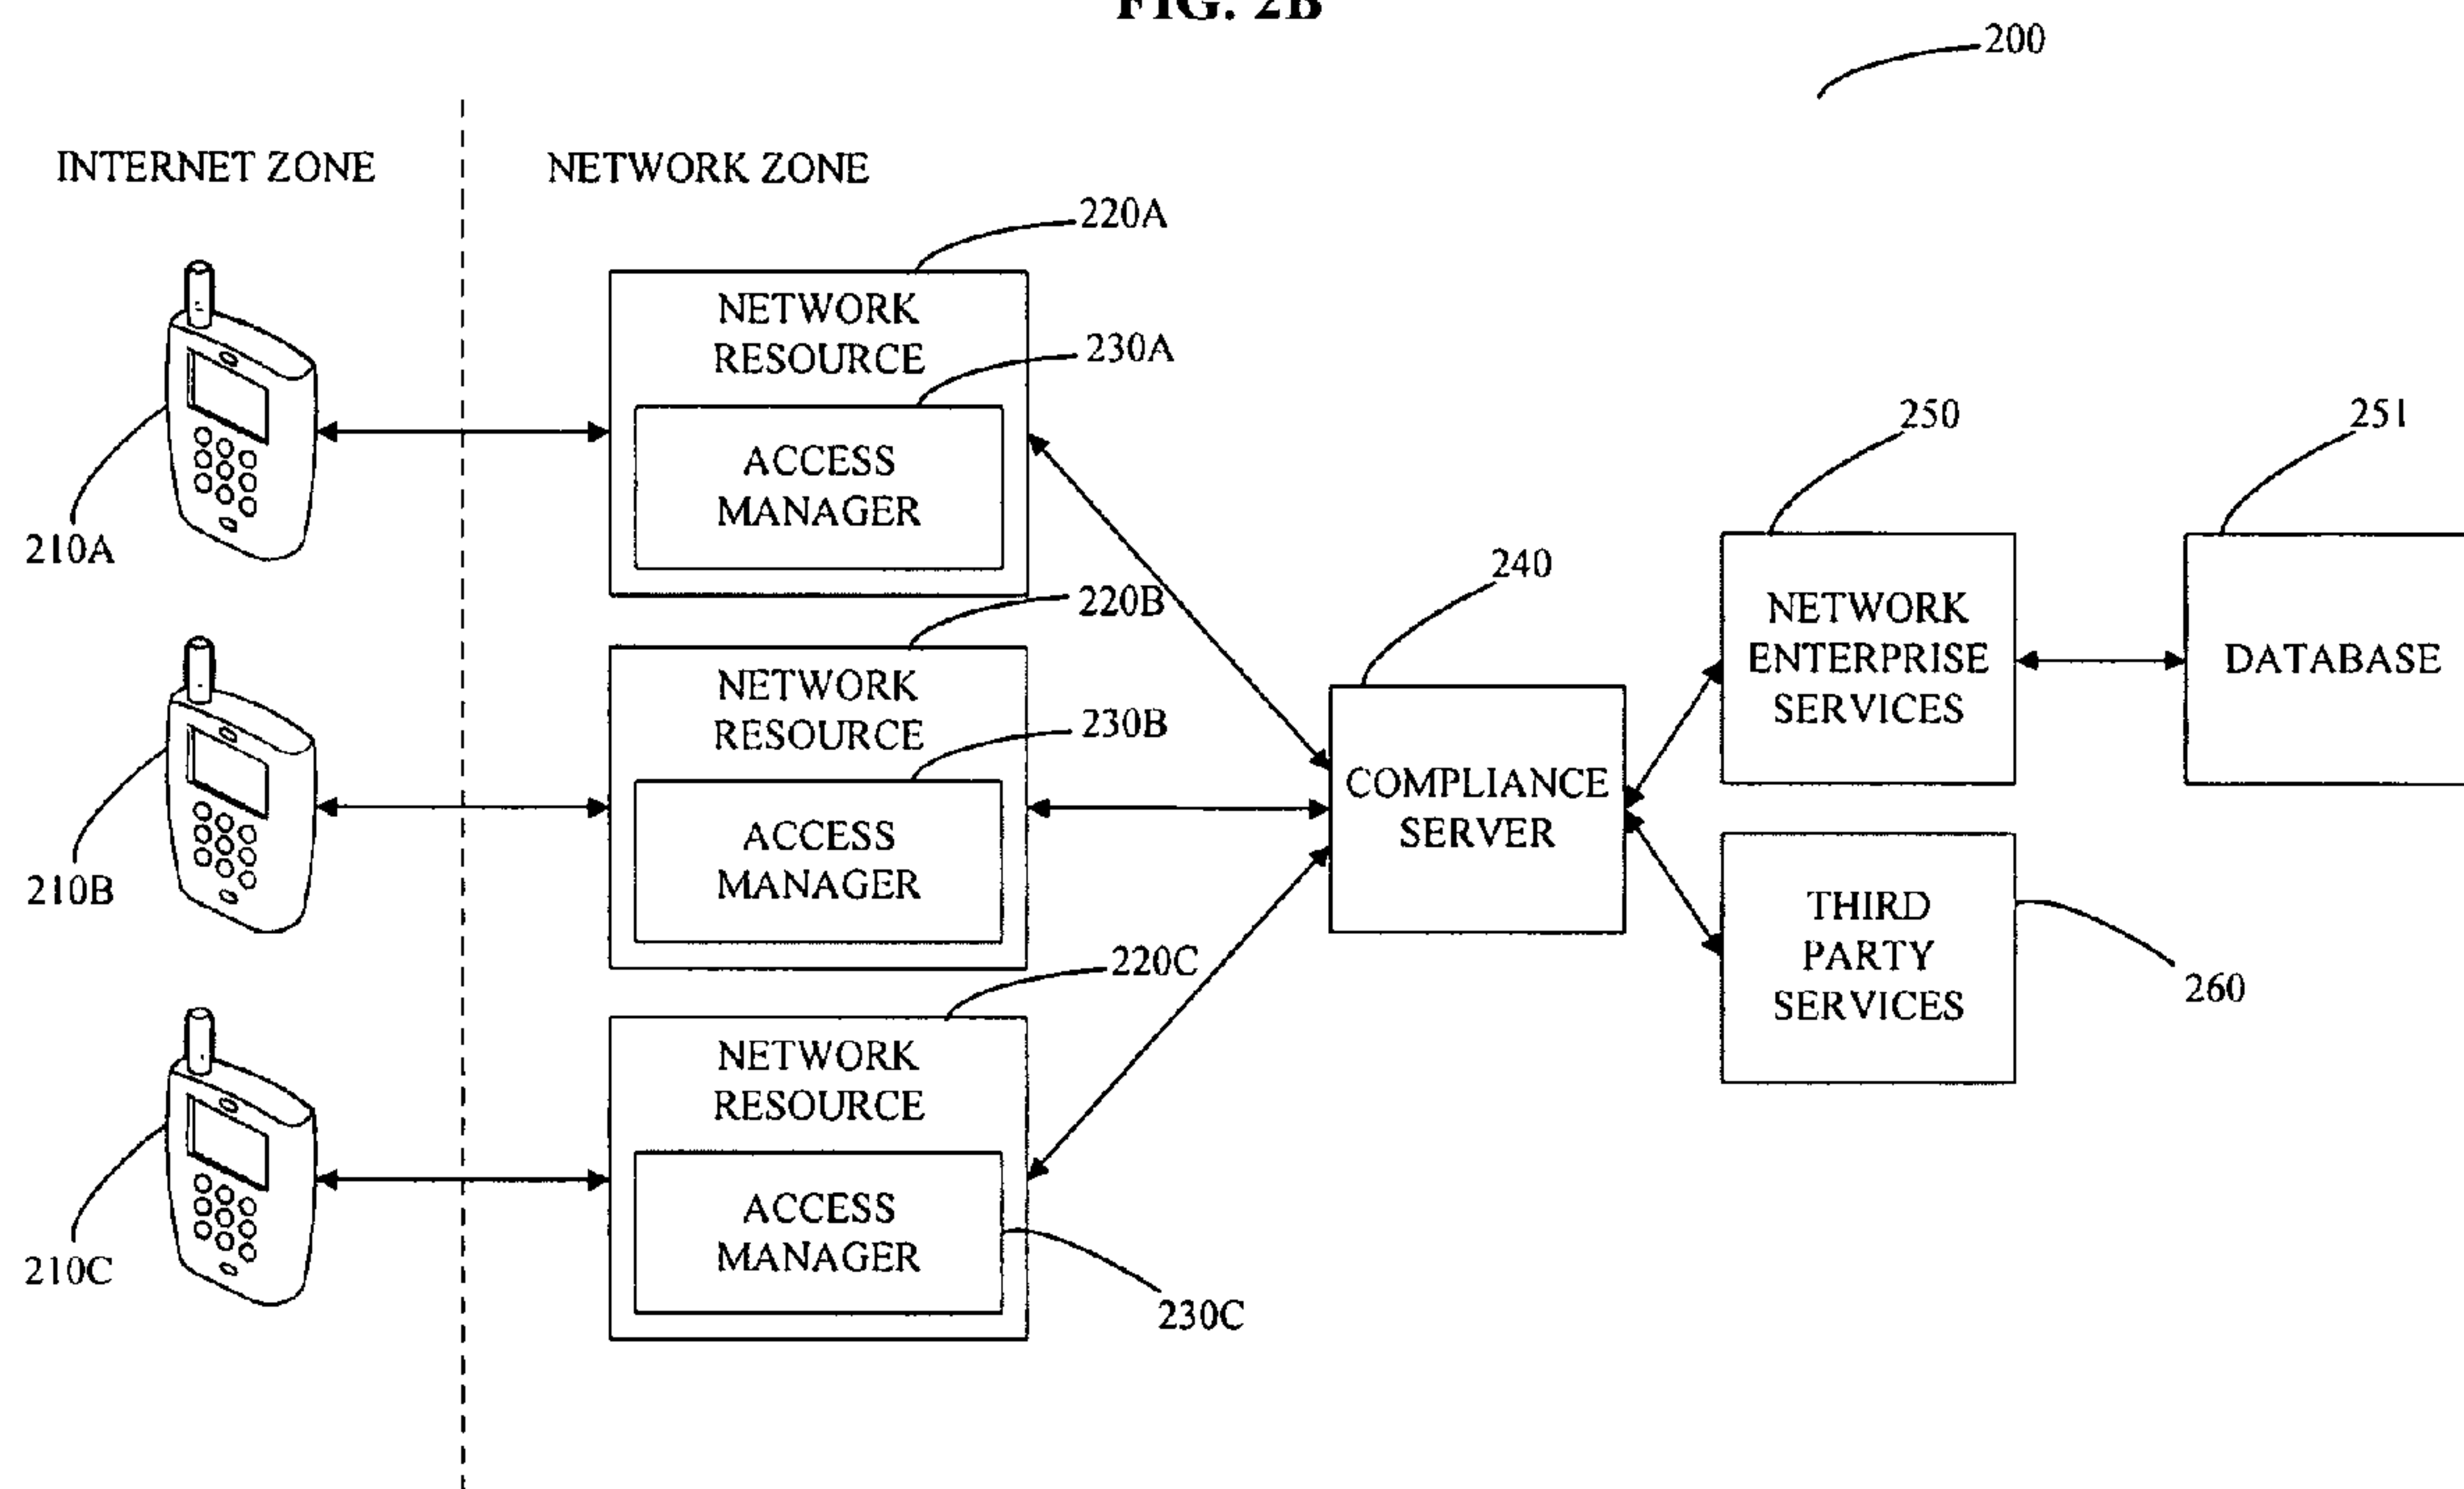 FIG. 2B
200
INTERNET ZONE
NETWORK ZONE
220A
NETWORK
RESOURCE
230A
ACCESS
MANAGER
210A
220B
NETWORK
RESOURCE
230B
ACCESS
MANAGER
210B
220C
NETWORK
RESOURCE
ACCESS
MANAGER
230C
210C
240
COMPLIANCE
SERVER
250
NETWORK
ENTERPRISE
SERVICES
251
DATABASE
THIRD
PARTY
SERVICES
260